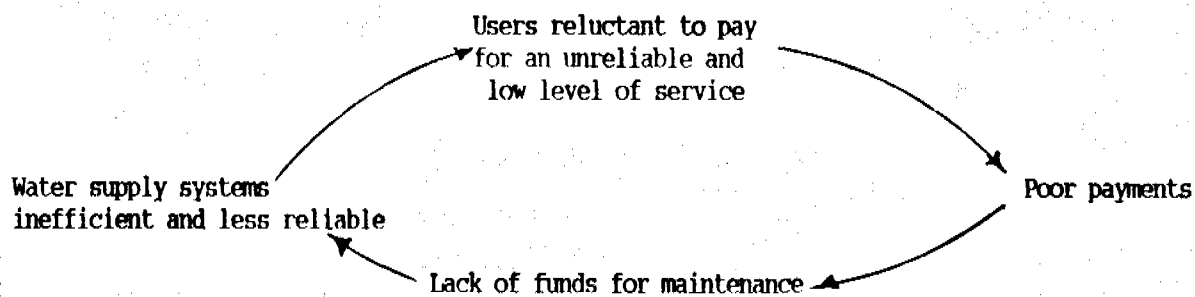 Users reluctant to pay
for an unreliable and
low level of service
Water supply systems
inefficient and less reliable
Poor payments
Lack of funds for maintenance